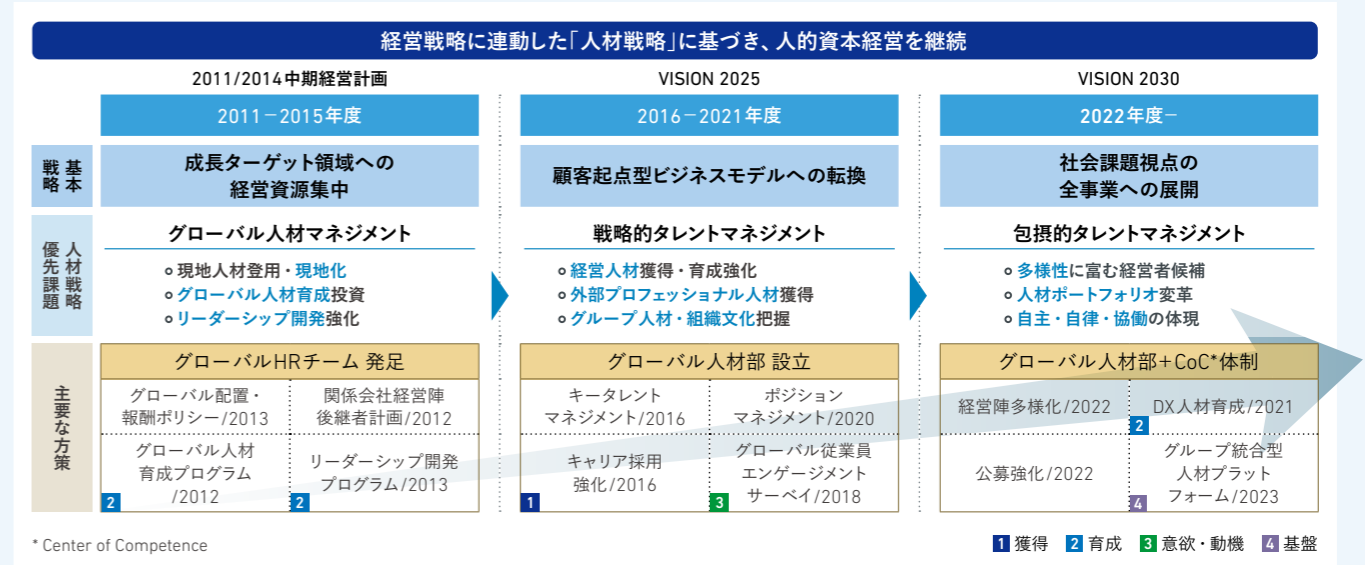 経営戦略に連動した「人材戦略」に基づき、人的資本経営を継続
2011/2014中期経営計画
VISION 2025
VISION 2030
2011－2015年度
2016－2021年度
2022年度－
基本
戦略
成長ターゲット領域への
経営資源集中
顧客起点型ビジネスモデルへの転換
社会課題視点の
全事業への展開
人材戦略
優先課題
グローバル人材マネジメント
現地人材登用・現地化
グローバル人材育成投資
リーダーシップ開発強化
戦略的タレントマネジメント
経営人材獲得・育成強化
外部プロフェッショナル人材獲得
グループ人材・組織文化把握
包摂的タレントマネジメント
多様性に富む経営者候補
人材ポートフォリオ変革
自主・自律・協働の体現
主要な方策
グローバルHRチーム 発足
グローバル配置・
報酬ポリシー/2013
関係会社経営陣
後継者計画/2012
グローバル人材
育成プログラム
/2012
2
リーダーシップ開発
プログラム/2013
2
グローバル人材部 設立
キータレント
マネジメント/2016
ポジション
マネジメント/2020
キャリア採用
強化/2016
1
グローバル従業員
エンゲージメント
サーベイ/2018
3
グローバル人材部＋CoC*体制
経営陣多様化/2022
DX人材育成/2021
2
公募強化/2022
グループ統合型
人材プラット
フォーム/2023
4
* Center of Competence
1 獲得 2 育成 3 意欲・動機 4 基盤